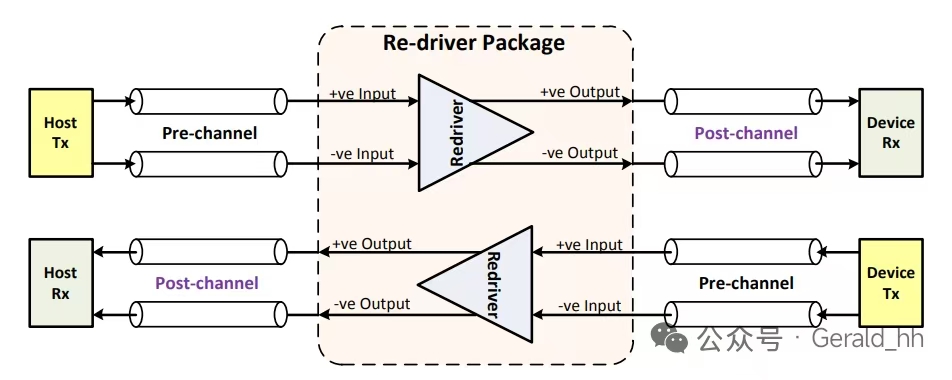 Re-driver Package
Host
Tx
Pre-channel
+ve Input
-ve Input
Redriver
+ve Output
-ve Output
Post-channel
Device
Rx
Host
Rx
Post-channel
+ve Output
-ve Output
Redriver
+ve Input
-ve Input
Pre-channel
Device
Tx
公众号 · Gerald_hh